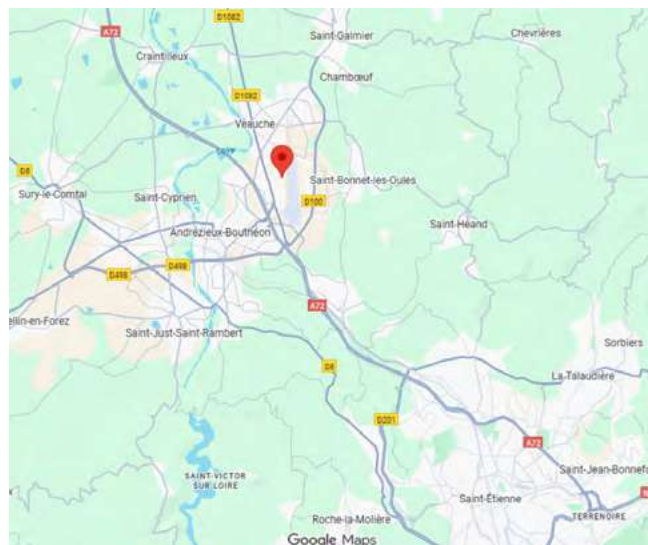 D1082
Saint-Galmier
A72
Chevrières
Craintilleux
Chambœuf
D1082
Veauche
D8
Saint-Bonnet-les-Oules
Sury-le-Comtal
Saint-Cyprien
D100
Saint-Héand
Andrézieux-Bouthéon
D498
D498
A72
ellin-en-Forez
Saint-Just-Saint-Rambert
Sorbiers
D8
La Talaudière
D201
A72
SAINT-VICTOR
SUR LOIRE
Saint-Jean-Bonnefo
Saint-Étienne
Roche-la-Molière
TERRENOIRE
Google Maps